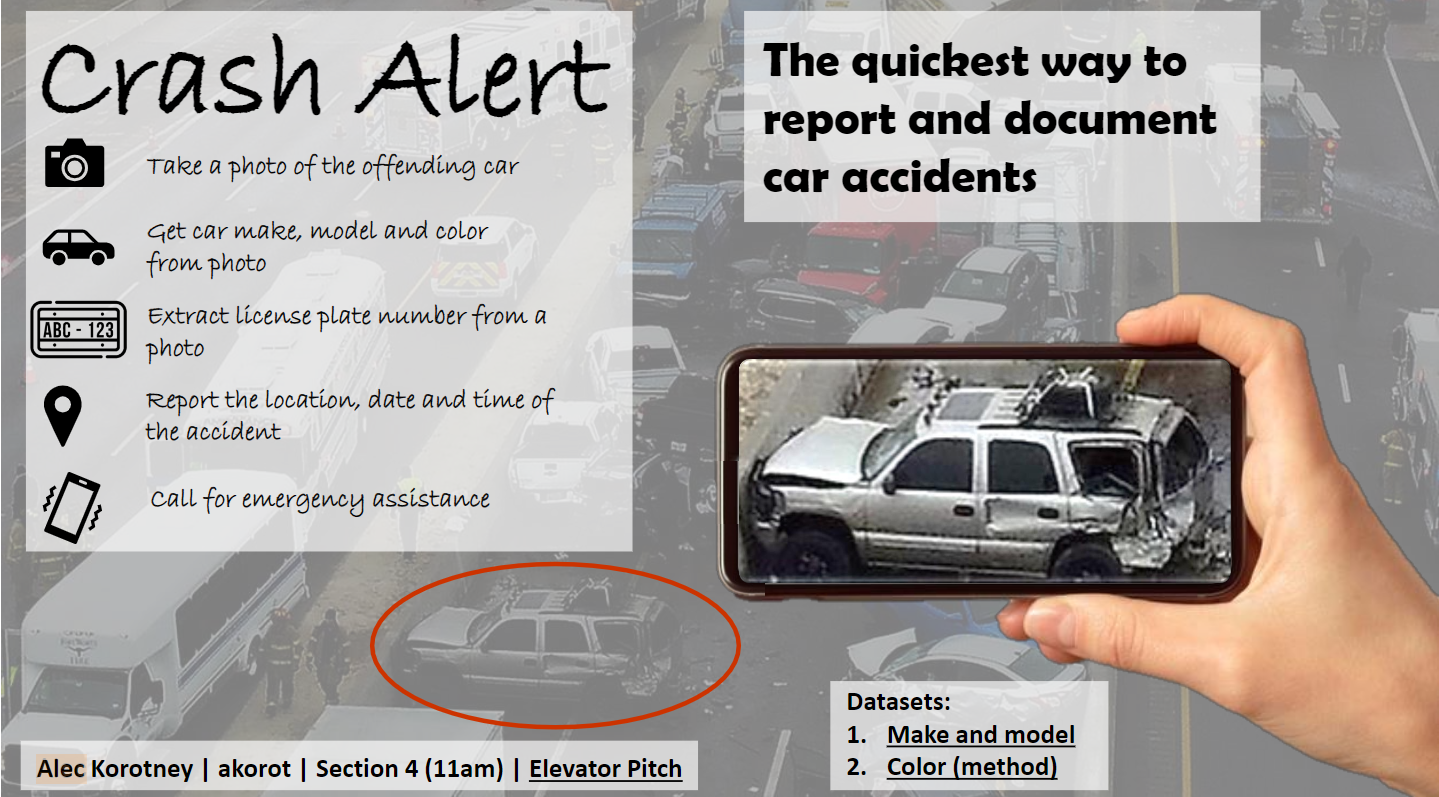 Crash Alert
Take a photo of the offending car
Get car make, model and color
from photo
ABC - 123
Extract license plate number from a
photo
Report the location, date and time of
the accident
Call for emergency assistance
The quickest way to
report and document
car accidents
Datasets:
1. Make and model
2. Color (method)
Alec Korotney | akorot | Section 4 (11am) | Elevator Pitch